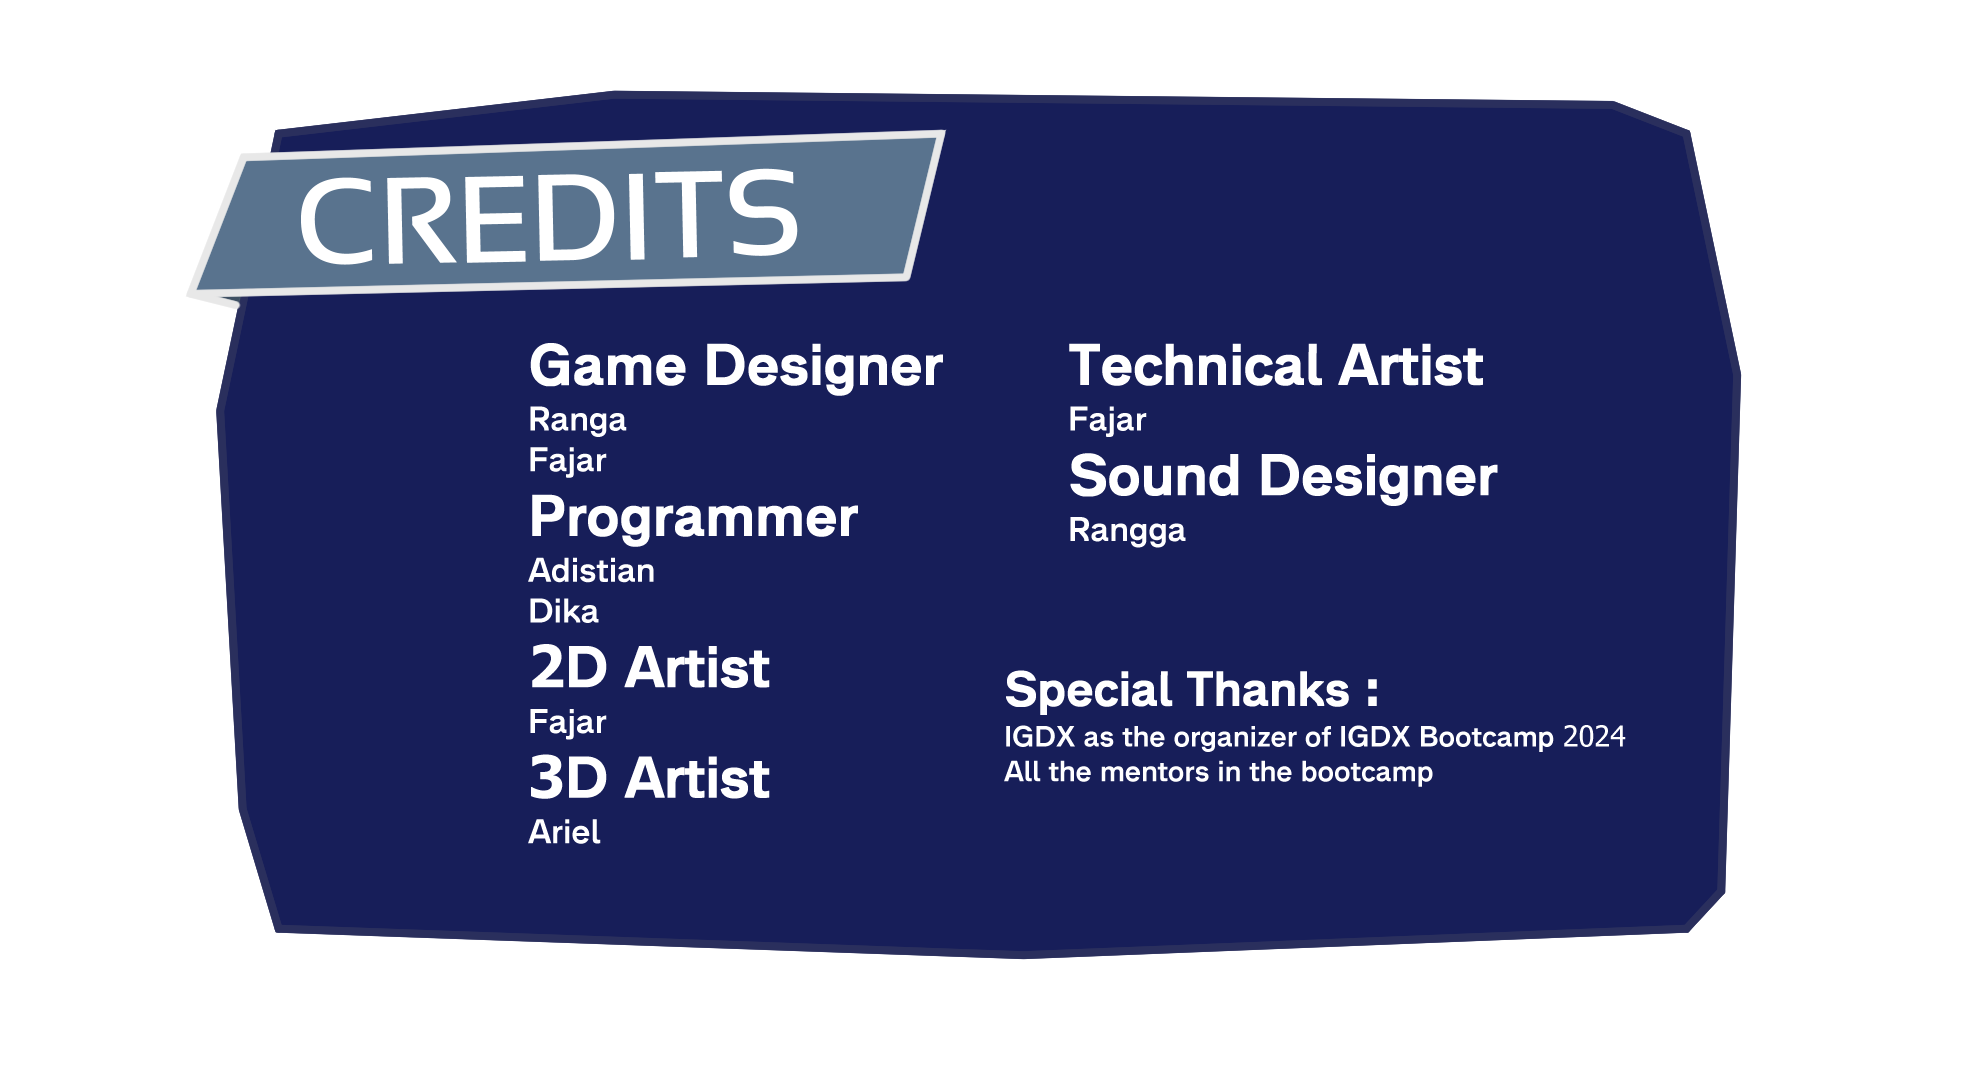 CREDITS
Game Designer
Ranga
Fajar
Programmer
Adistian
Dika
2D Artist
Fajar
3D Artist
Ariel
Technical Artist
Fajar
Sound Designer
Rangga
Special Thanks :
IGDX as the organizer of IGDX Bootcamp 2024
All the mentors in the bootcamp